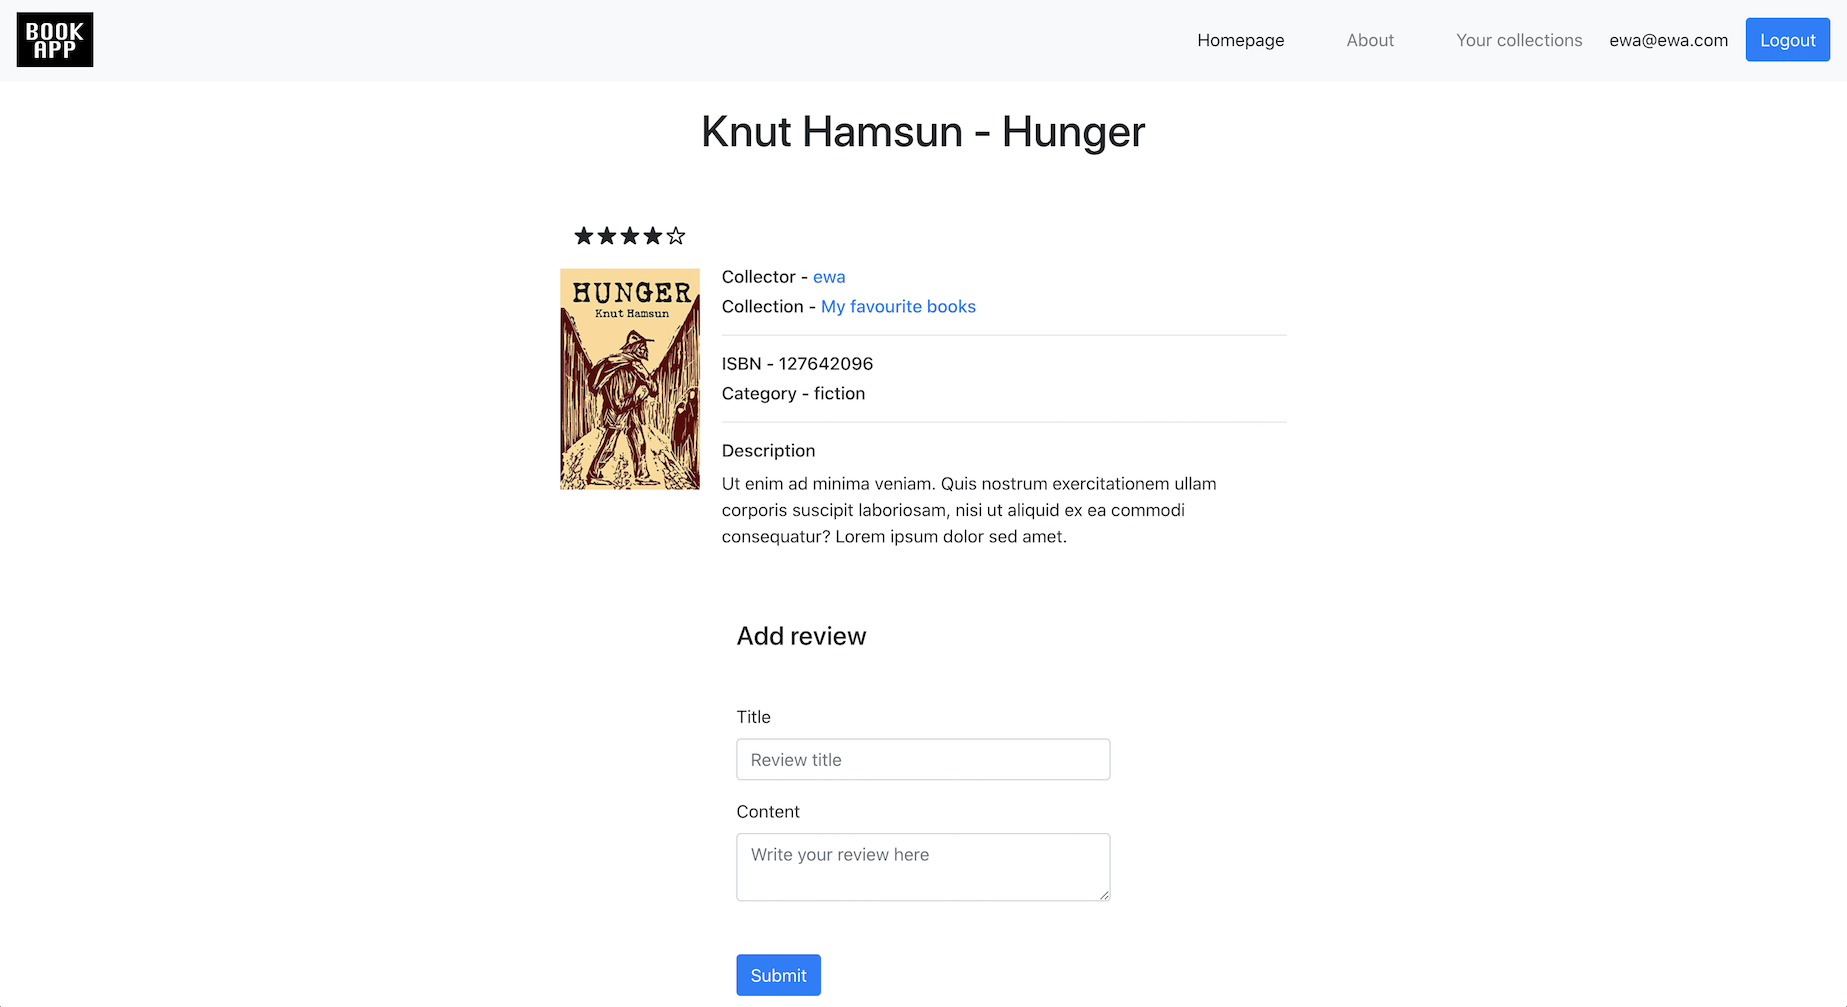 BOOK
APP
Homepage
About
Your collections
ewa@ewa.com
Logout
Knut Hamsun - Hunger
HUNGER
Knut Hamsun
Collector - ewa
Collection - My favourite books
ISBN - 127642096
Category - fiction
Description
Ut enim ad minima veniam. Quis nostrum exercitationem ullam
corporis suscipit laboriosam, nisi ut aliquid ex ea commodi
consequatur? Lorem ipsum dolor sed amet.
Add review
Title
Review title
Content
Write your review here
Submit